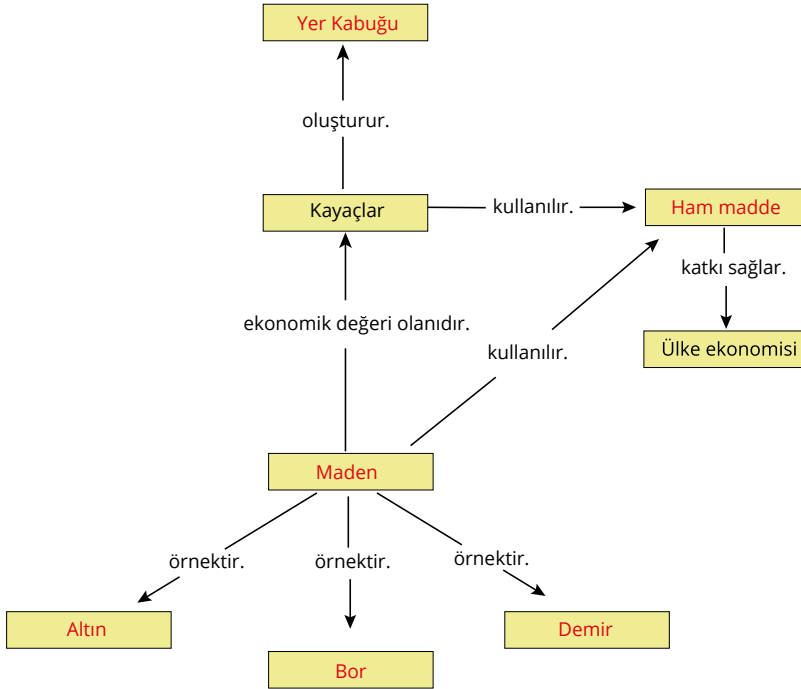 Yer Kabuğu
oluşturur.
Kayaçlar
kullanılır.
Ham madde
katkı sağlar.
ekonomik değeri olanıdır.
kullanılır.
Ülke ekonomisi
Maden
örnektir.
örnektir.
örnektir.
Altın
Bor
Demir